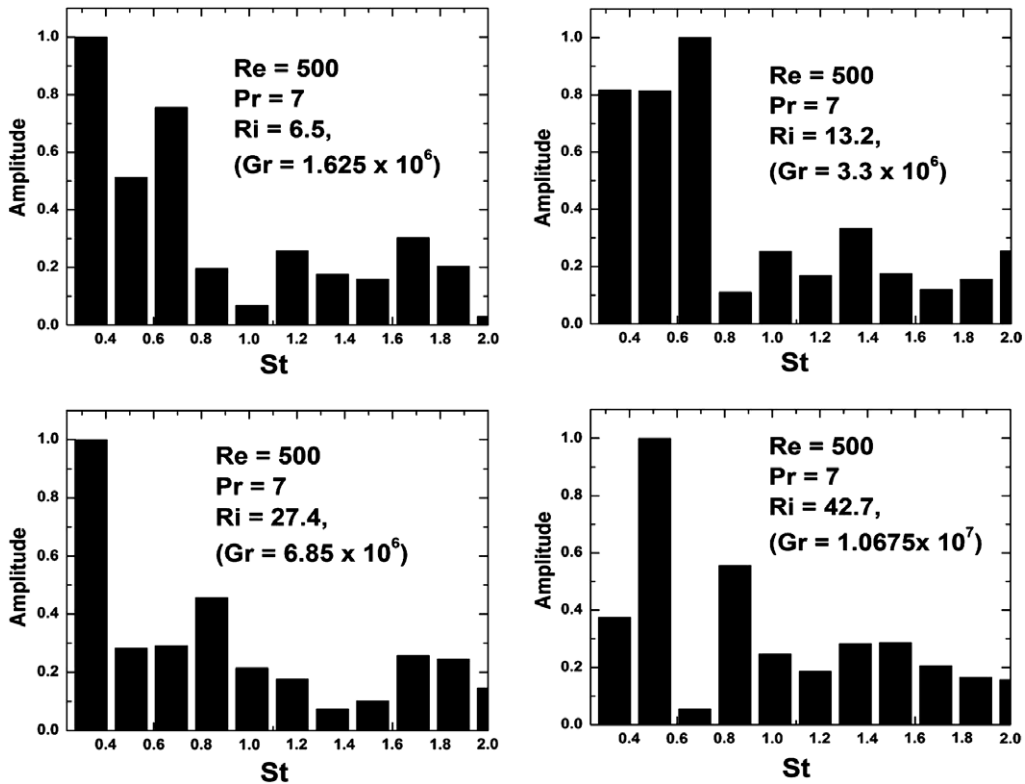 1.0
0.8
0.6
0.4
0.2
0.0
Amplitude
Re = 500
Pr = 7
Ri = 6.5,
(Gr = 1.625 x 10⁶)
0.4 0.6 0.8 1.0 1.2 1.4 1.6 1.8 2.0
St
1.0
0.8
0.6
0.4
0.2
0.0
Amplitude
Re = 500
Pr = 7
Ri = 13.2,
(Gr = 3.3 x 10⁶)
0.4 0.6 0.8 1.0 1.2 1.4 1.6 1.8 2.0
St
1.0
0.8
0.6
0.4
0.2
0.0
Amplitude
Re = 500
Pr = 7
Ri = 27.4,
(Gr = 6.85 x 10⁶)
0.4 0.6 0.8 1.0 1.2 1.4 1.6 1.8 2.0
St
1.0
0.8
0.6
0.4
0.2
0.0
Amplitude
Re = 500
Pr = 7
Ri = 42.7,
(Gr = 1.0675x 10⁷)
0.4 0.6 0.8 1.0 1.2 1.4 1.6 1.8 2.0
St